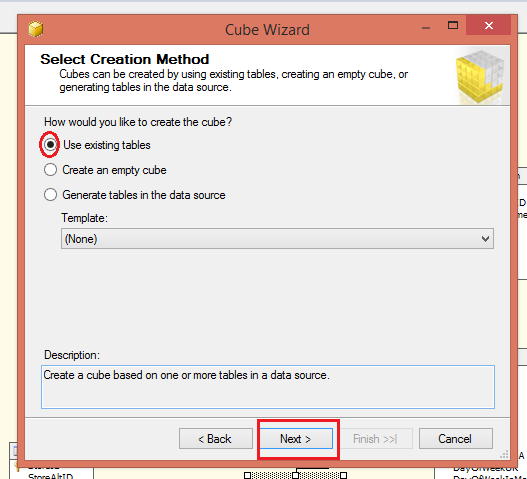 Cube Wizard
Select Creation Method
Cubes can be created by using existing tables, creating an empty cube, or
generating tables in the data source.
How would you like to create the cube?
Use existing tables
Create an empty cube
Generate tables in the data source
Template:
(None)
Description:
Create a cube based on one or more tables in a data source.
< Back
Next >
Finish >>|
Cancel
StoreAltID
DayOfWeekUK